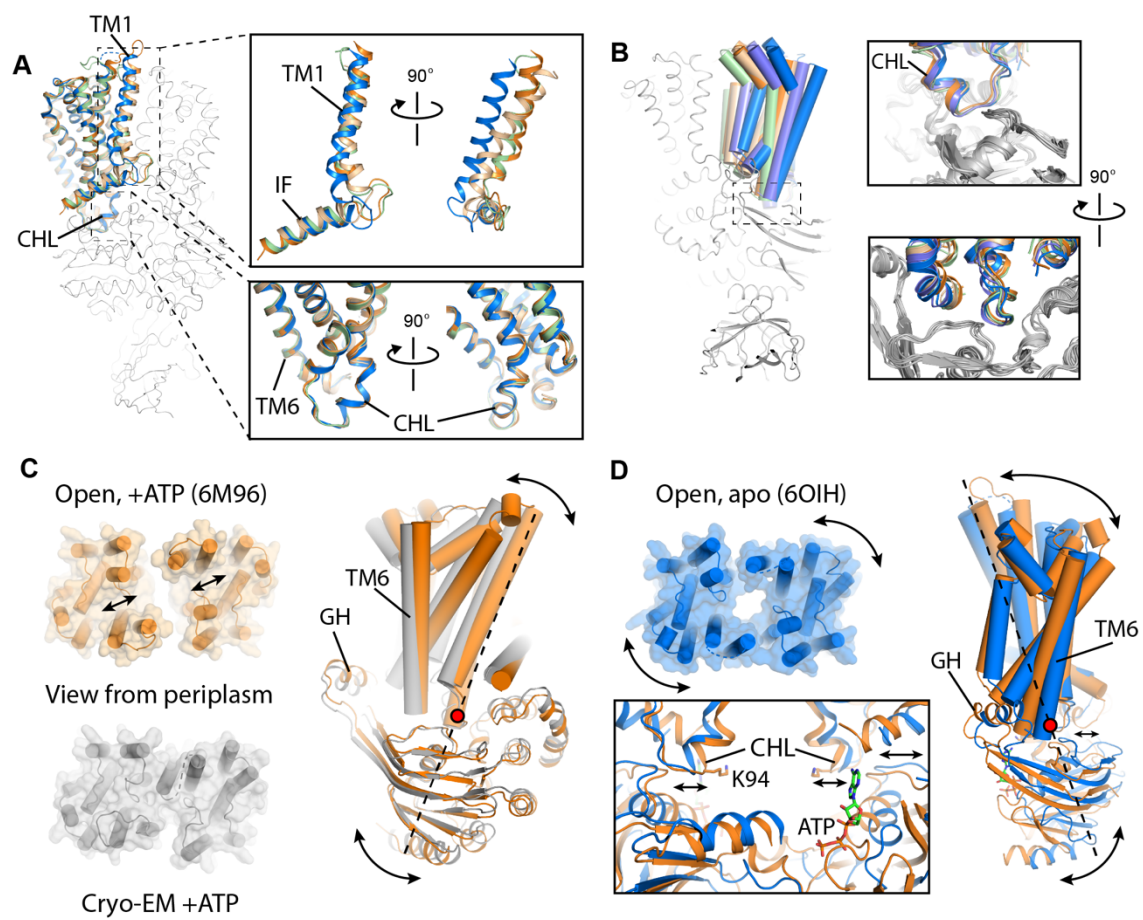 A
TM1
CHL
TM1
90°
IF
TM6
90°
CHL
B
CHL
90°
C
Open, +ATP (6M96)
View from periplasm
Cryo-EM +ATP
TM6
GH
D
Open, apo (6OIH)
CHL
K94
ATP
TM6
GH